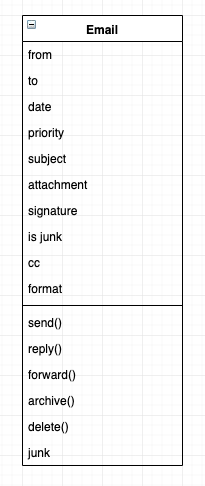 Email
from
to
date
priority
subject
attachment
signature
is junk
cc
format
send()
reply()
forward()
archive()
delete()
junk